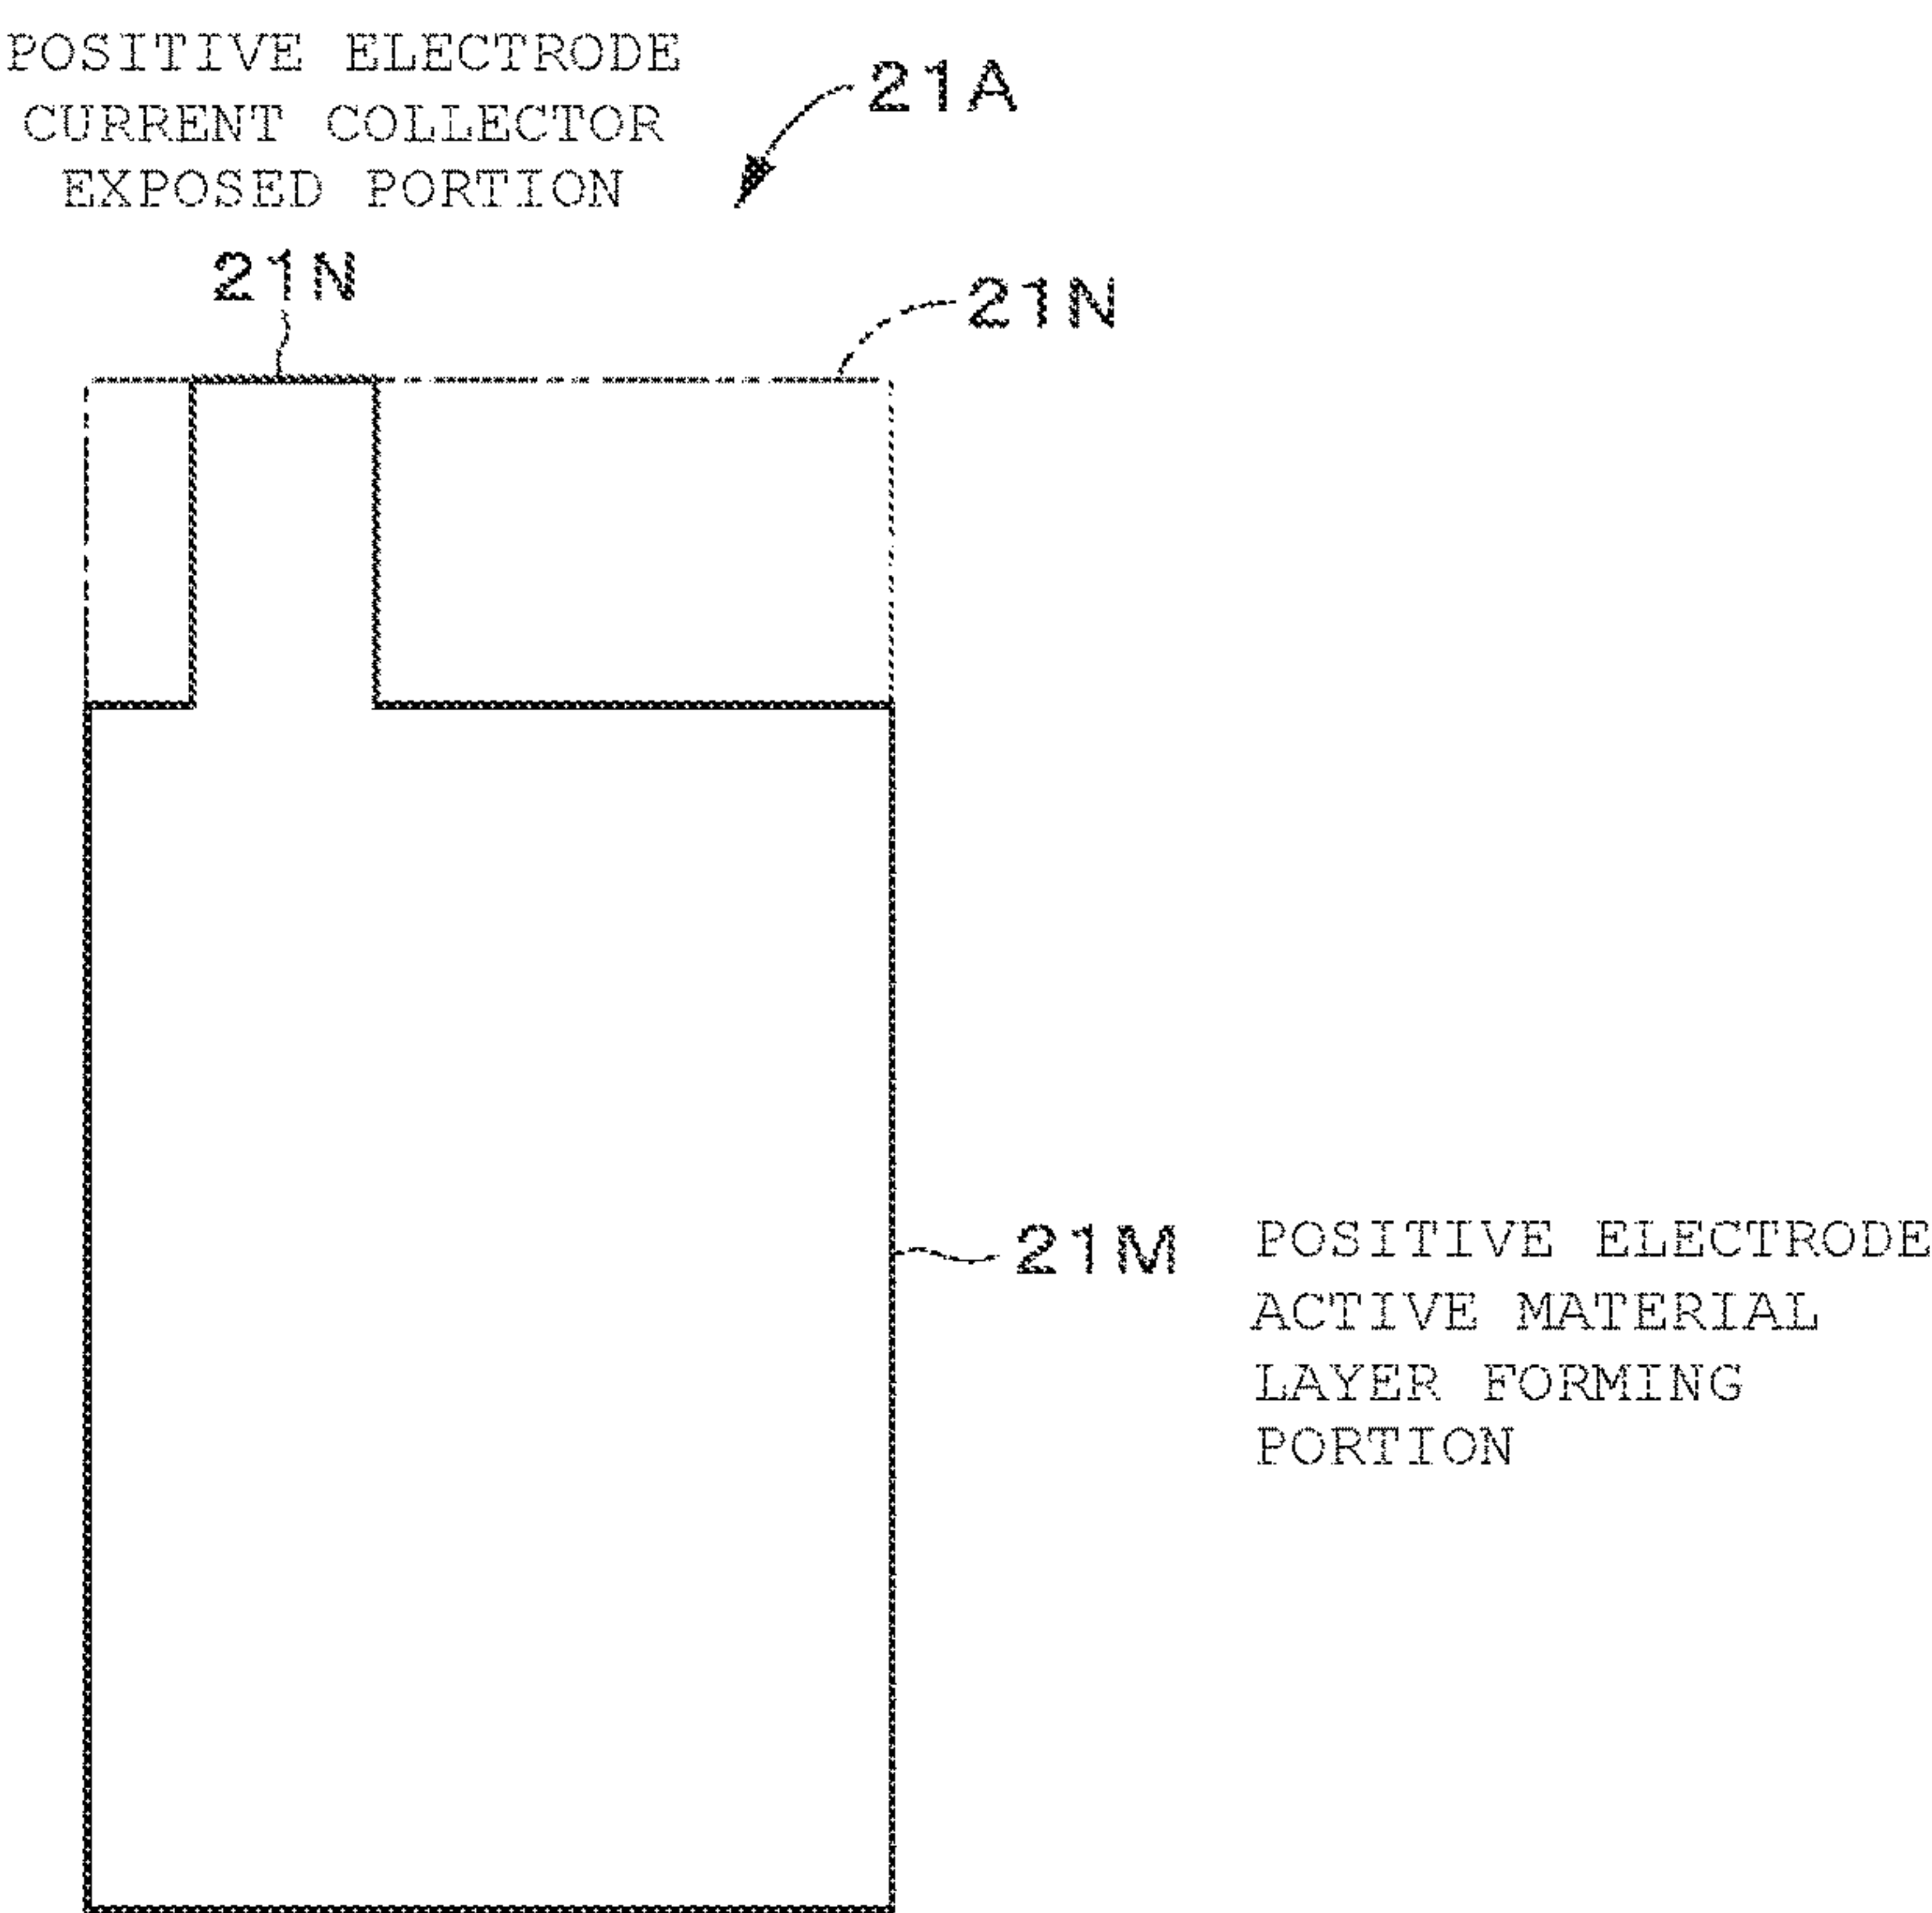 POSITIVE ELECTRODE
CURRENT COLLECTOR
EXPOSED PORTION
21A
21N
21N
21M
POSITIVE ELECTRODE
ACTIVE MATERIAL
LAYER FORMING
PORTION